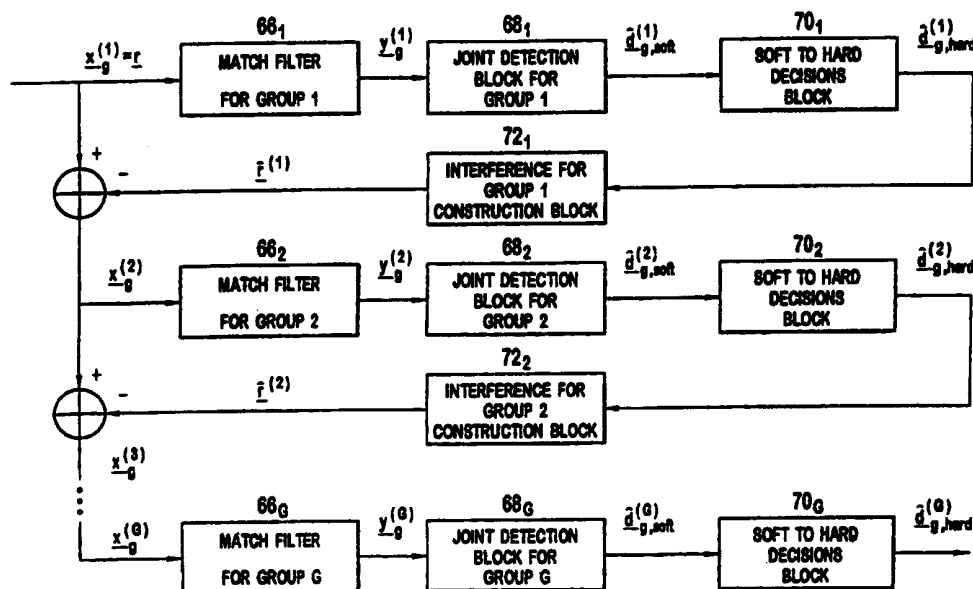 66₁
68₁
70₁
x_g^(1)=r
MATCH FILTER
FOR GROUP 1
y_g^(1)
JOINT DETECTION
BLOCK FOR
GROUP 1
d̂_g,soft^(1)
SOFT TO HARD
DECISIONS
BLOCK
d̂_g,hard^(1)
72₁
+
-
r̂^(1)
INTERFERENCE FOR
GROUP 1
CONSTRUCTION BLOCK
66₂
68₂
70₂
x_g^(2)
MATCH FILTER
FOR GROUP 2
y_g^(2)
JOINT DETECTION
BLOCK FOR
GROUP 2
d̂_g,soft^(2)
SOFT TO HARD
DECISIONS
BLOCK
d̂_g,hard^(2)
72₂
+
-
r̂^(2)
INTERFERENCE FOR
GROUP 2
CONSTRUCTION BLOCK
x_g^(3)
66_G
68_G
70_G
x_g^(G)
MATCH FILTER
FOR GROUP G
y_g^(G)
JOINT DETECTION
BLOCK FOR
GROUP G
d̂_g,soft^(G)
SOFT TO HARD
DECISIONS
BLOCK
d̂_g,hard^(G)